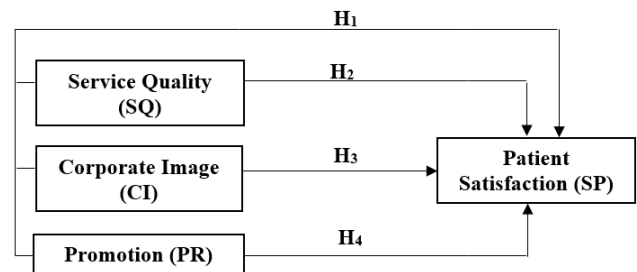 H1
Service Quality
(SQ)
H2
Corporate Image
(CI)
H3
Patient
Satisfaction (SP)
Promotion (PR)
H4